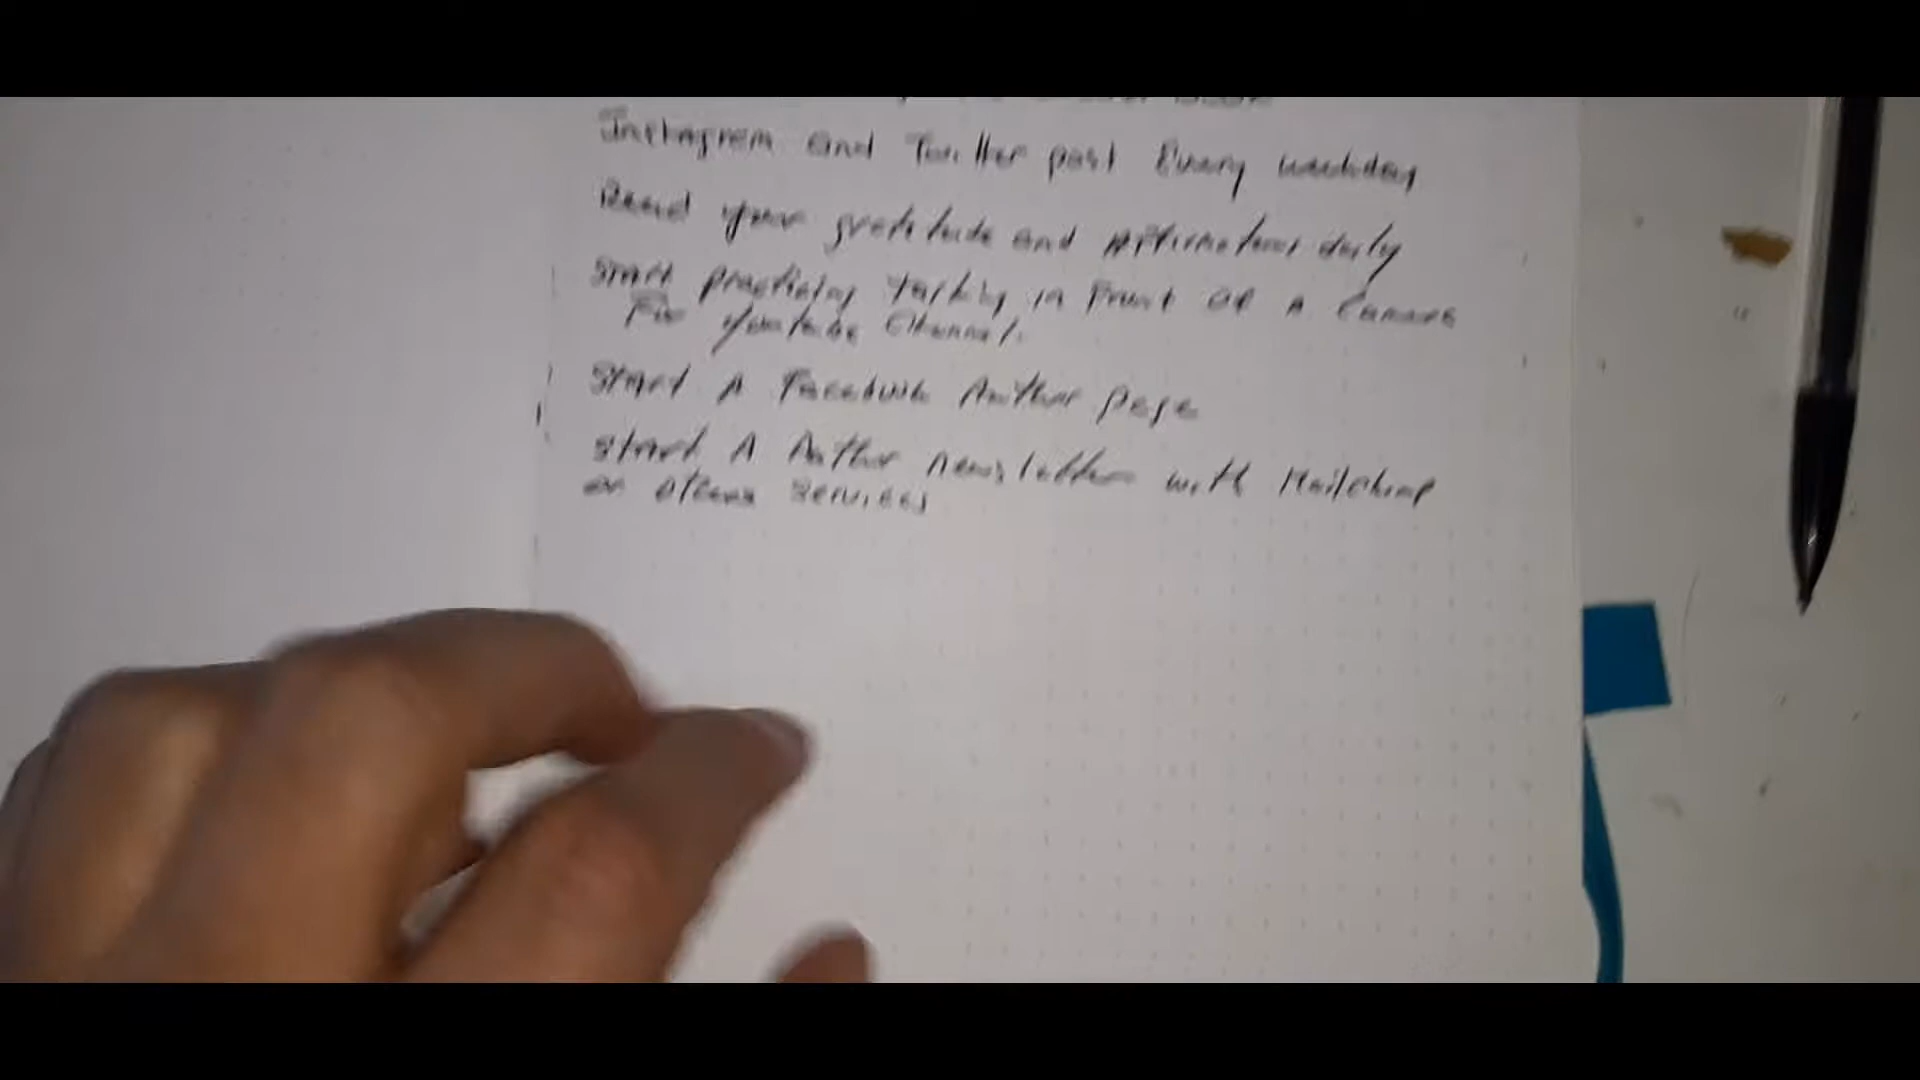 Instagram and Twitter post Every weekday
Read your gratitude and Affirmations daily
Start practicing talking in Front OF A Camera
For YouTube Channel.
Start A Facebook Author page
Start A Author newsletter with Mailchimp
or others services